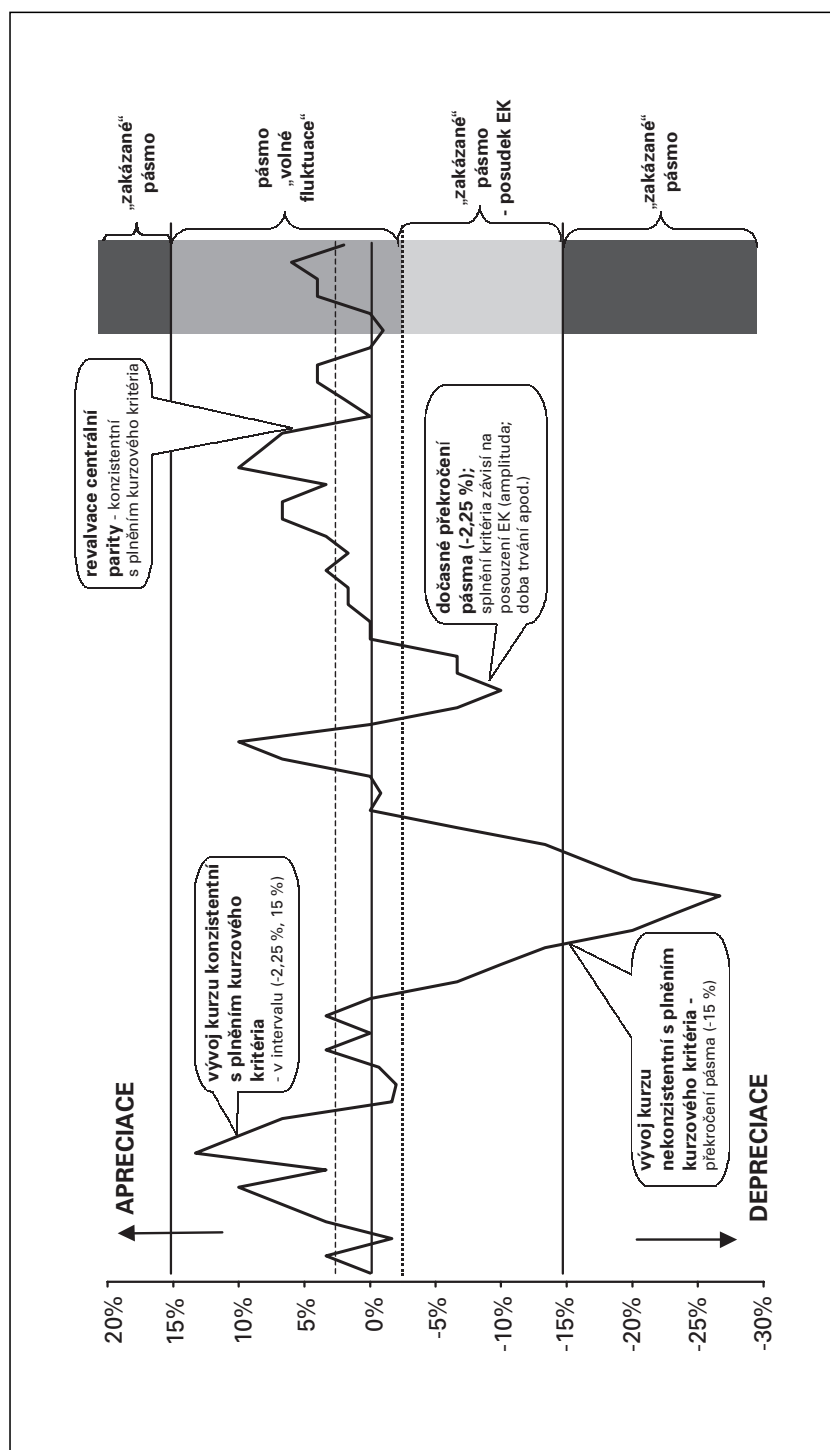 20%
15%
10%
5%
0%
-5%
-10%
-15%
-20%
-25%
-30%
APRECIACE
DEPRECIACE
vývoj kurzu konzistentní
s plněním kurzového
kritéria
- v intervalu (-2,25 %, 15 %)
vývoj kurzu
nekonzistentní s plněním
kurzového kritéria -
překročení pásma (-15 %)
revalvace centrální
parity - konzistentní
s plněním kurzového kritéria
dočasné překročení
pásma (-2,25 %);
splnění kritéria závisí na
posouzení EK (amplituda;
doba trvání apod.)
„zakázané“
pásmo
pásmo
„volné
fluktuace“
„zakázané“
pásmo
- posudek EK
„zakázané“
pásmo